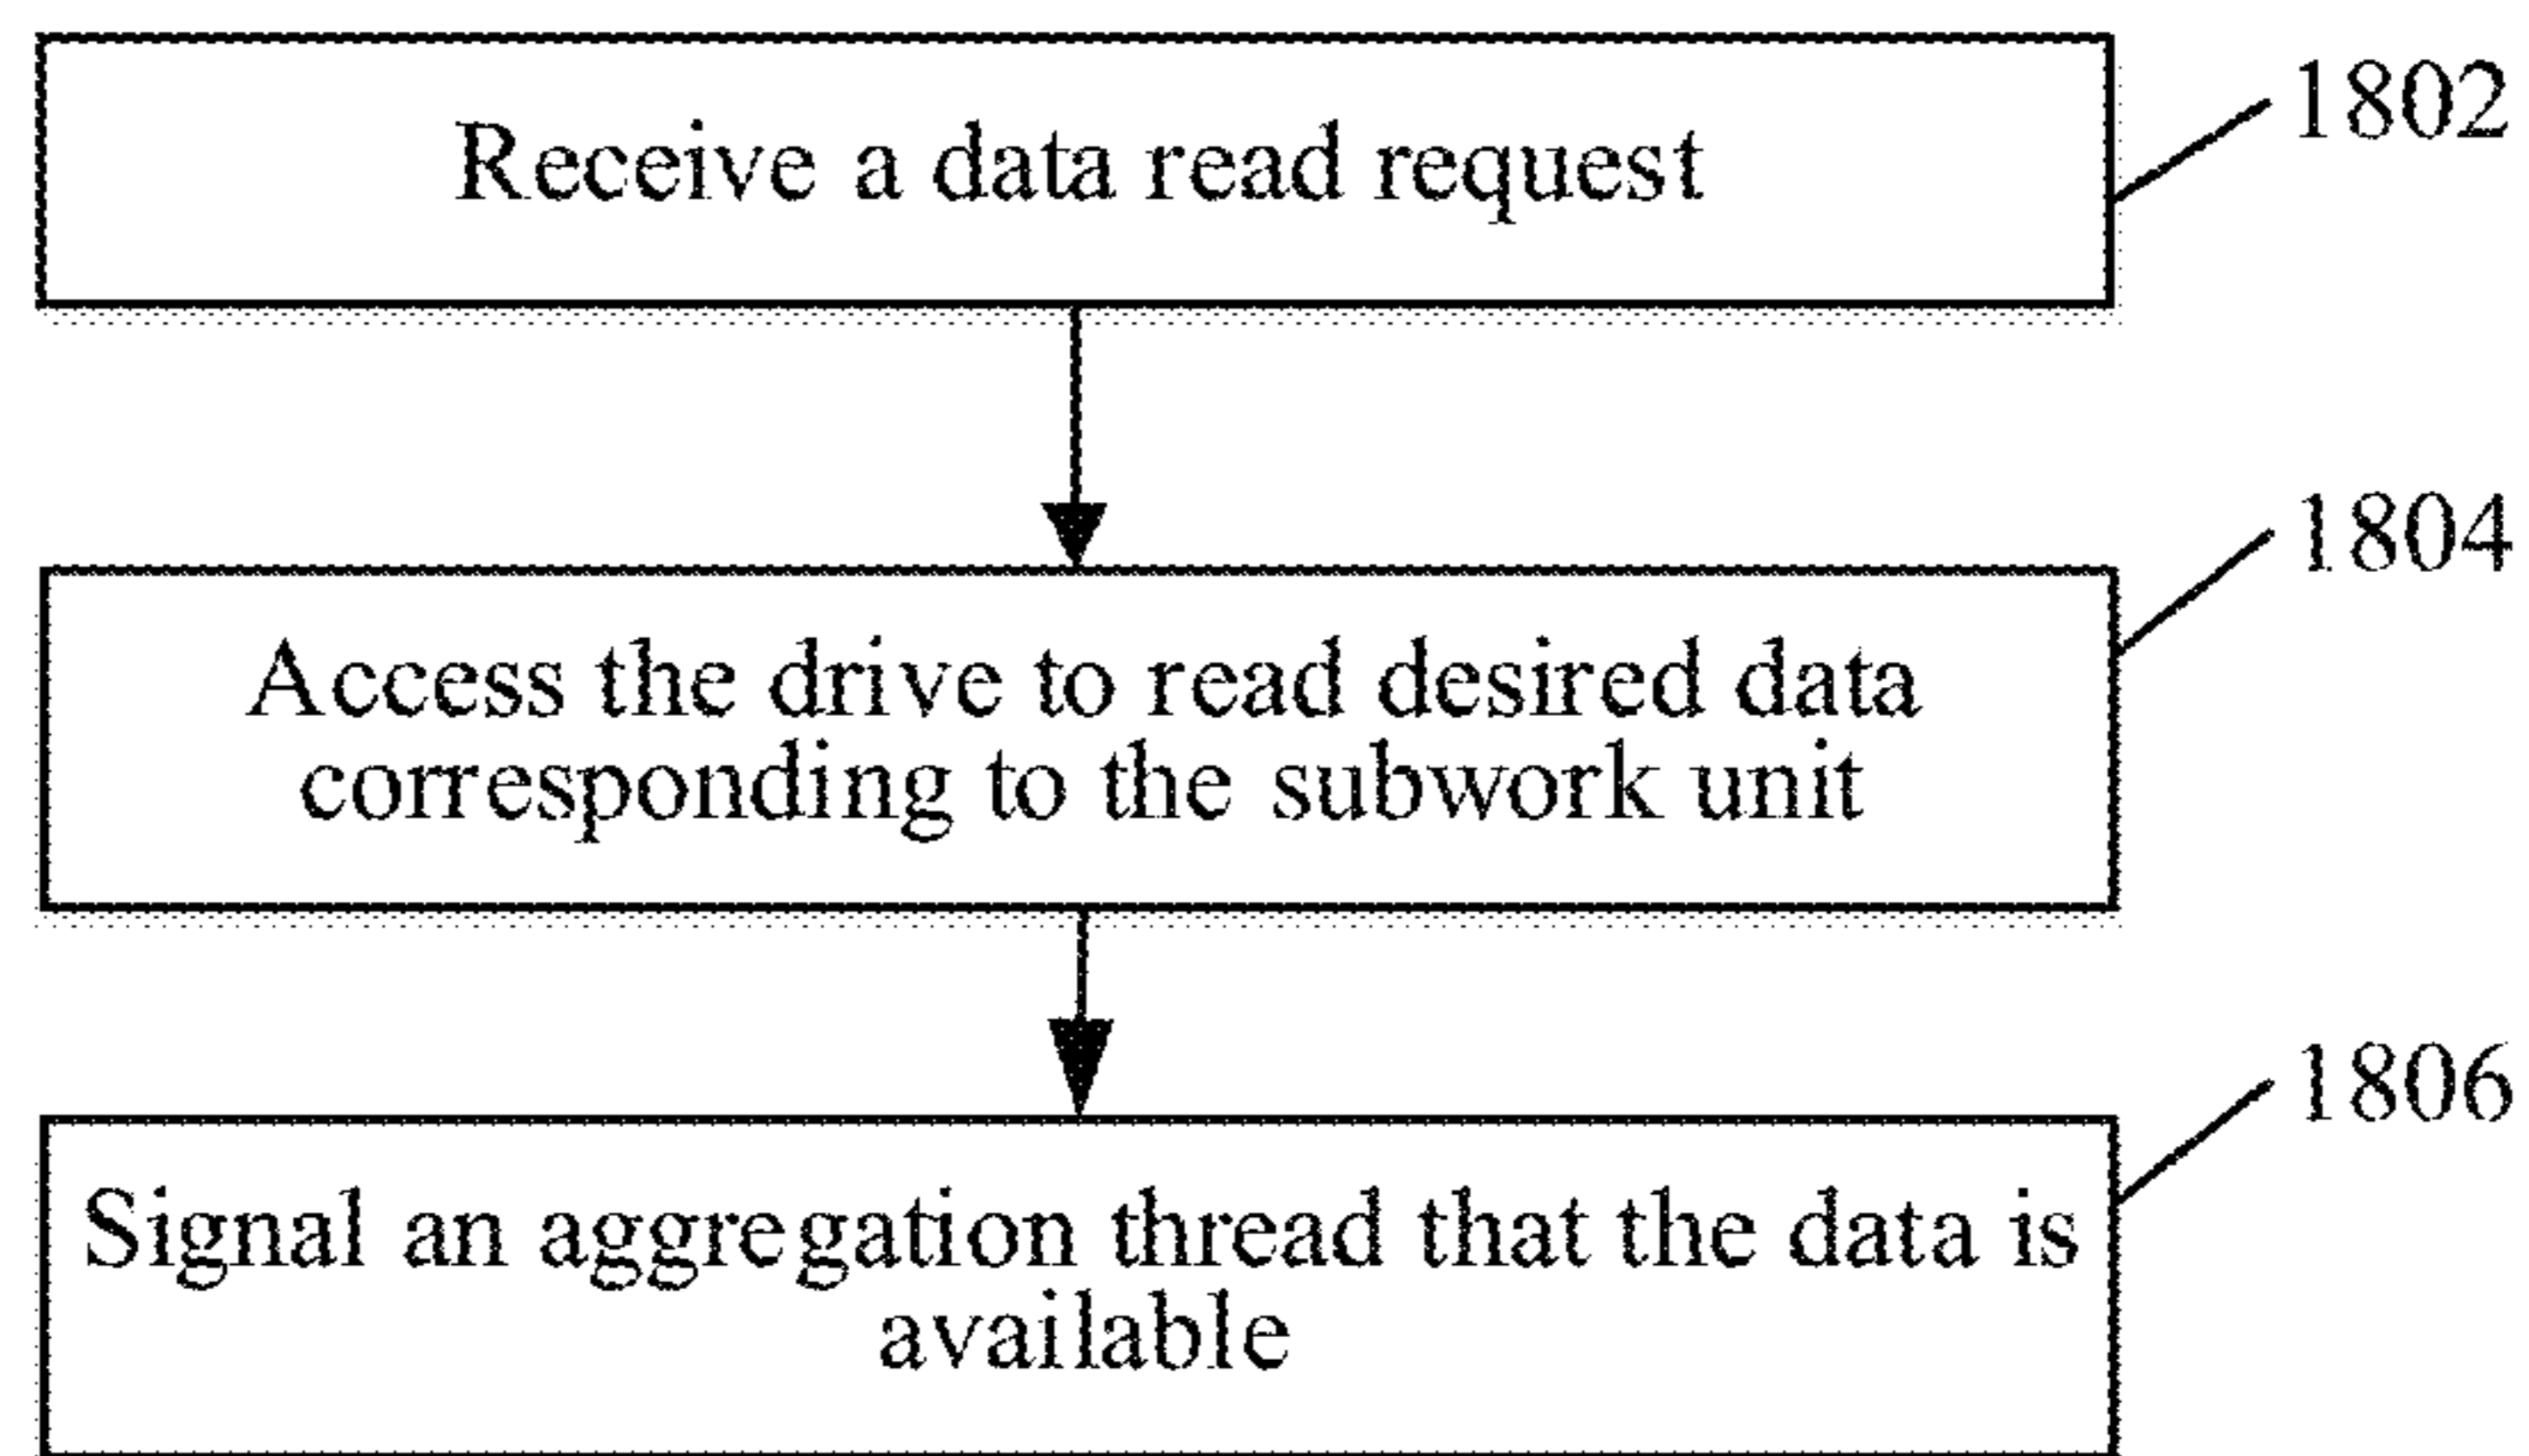 Receive a data read request
1802
1804
Access the drive to read desired data
corresponding to the subwork unit
1806
Signal an aggregation thread that the data is
available